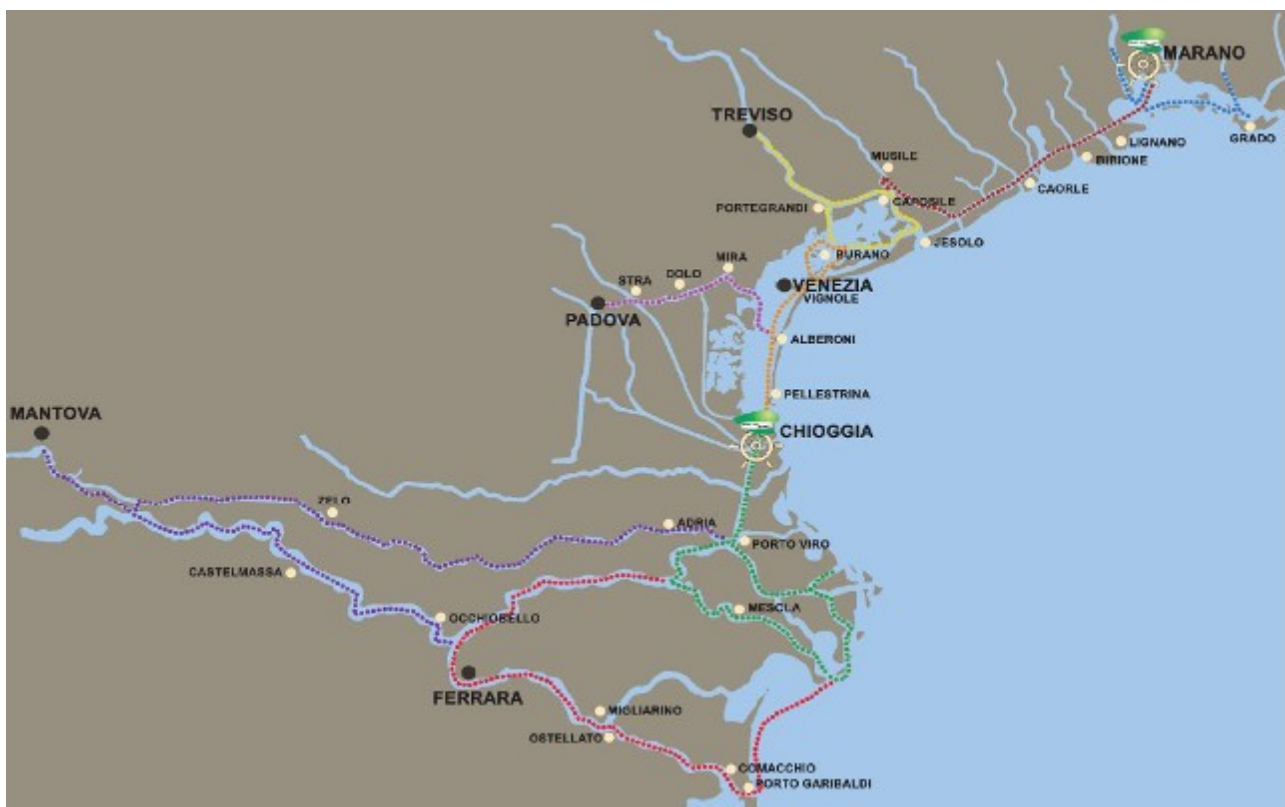 MARANO
TREVISO
LIGNANO
GRADO
MUSILE
BIBIONE
CAORLE
CAPOSILE
PORTEGRANDI
JESOLO
BURANO
MIRA
DOLO
STRA
VENEZIA
VIGNOLE
PADOVA
ALBERONI
PELLESTRINA
MANTOVA
CHIOGGIA
ZELO
ADRIA
PORTO VIRO
CASTELMASSA
MESOLA
OCCHIOBELLO
FERRARA
MIGLIARINO
OSTELLATO
COMACCHIO
PORTO GARIBALDI